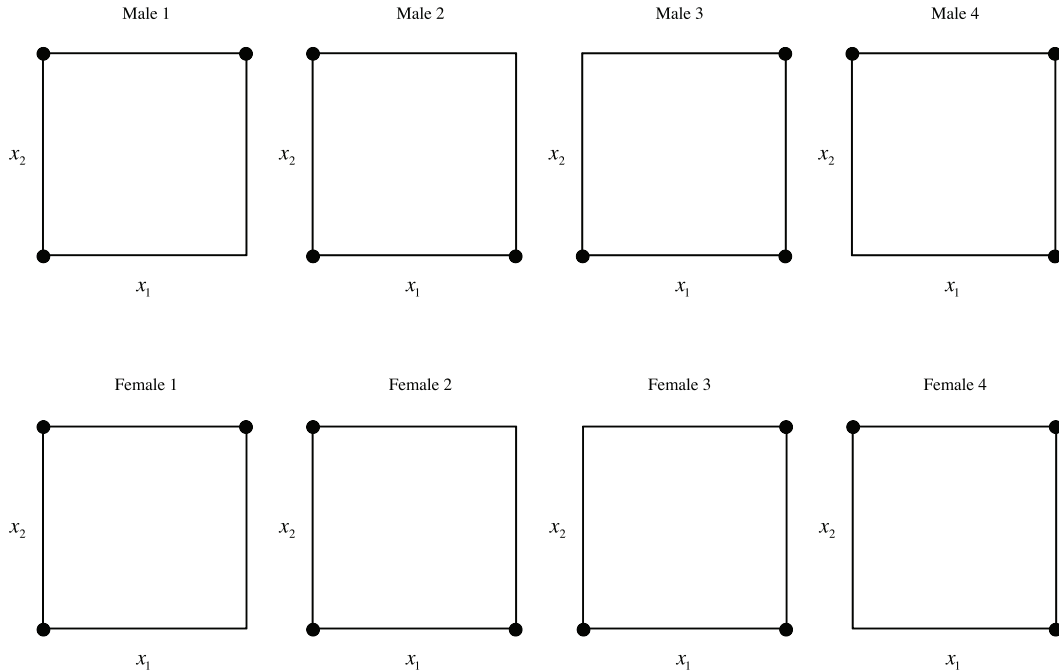 Male 1 Male 2 Male 3 Male 4
x₂ x₂ x₂ x₂
x₁ x₁ x₁ x₁
Female 1 Female 2 Female 3 Female 4
x₂ x₂ x₂ x₂
x₁ x₁ x₁ x₁